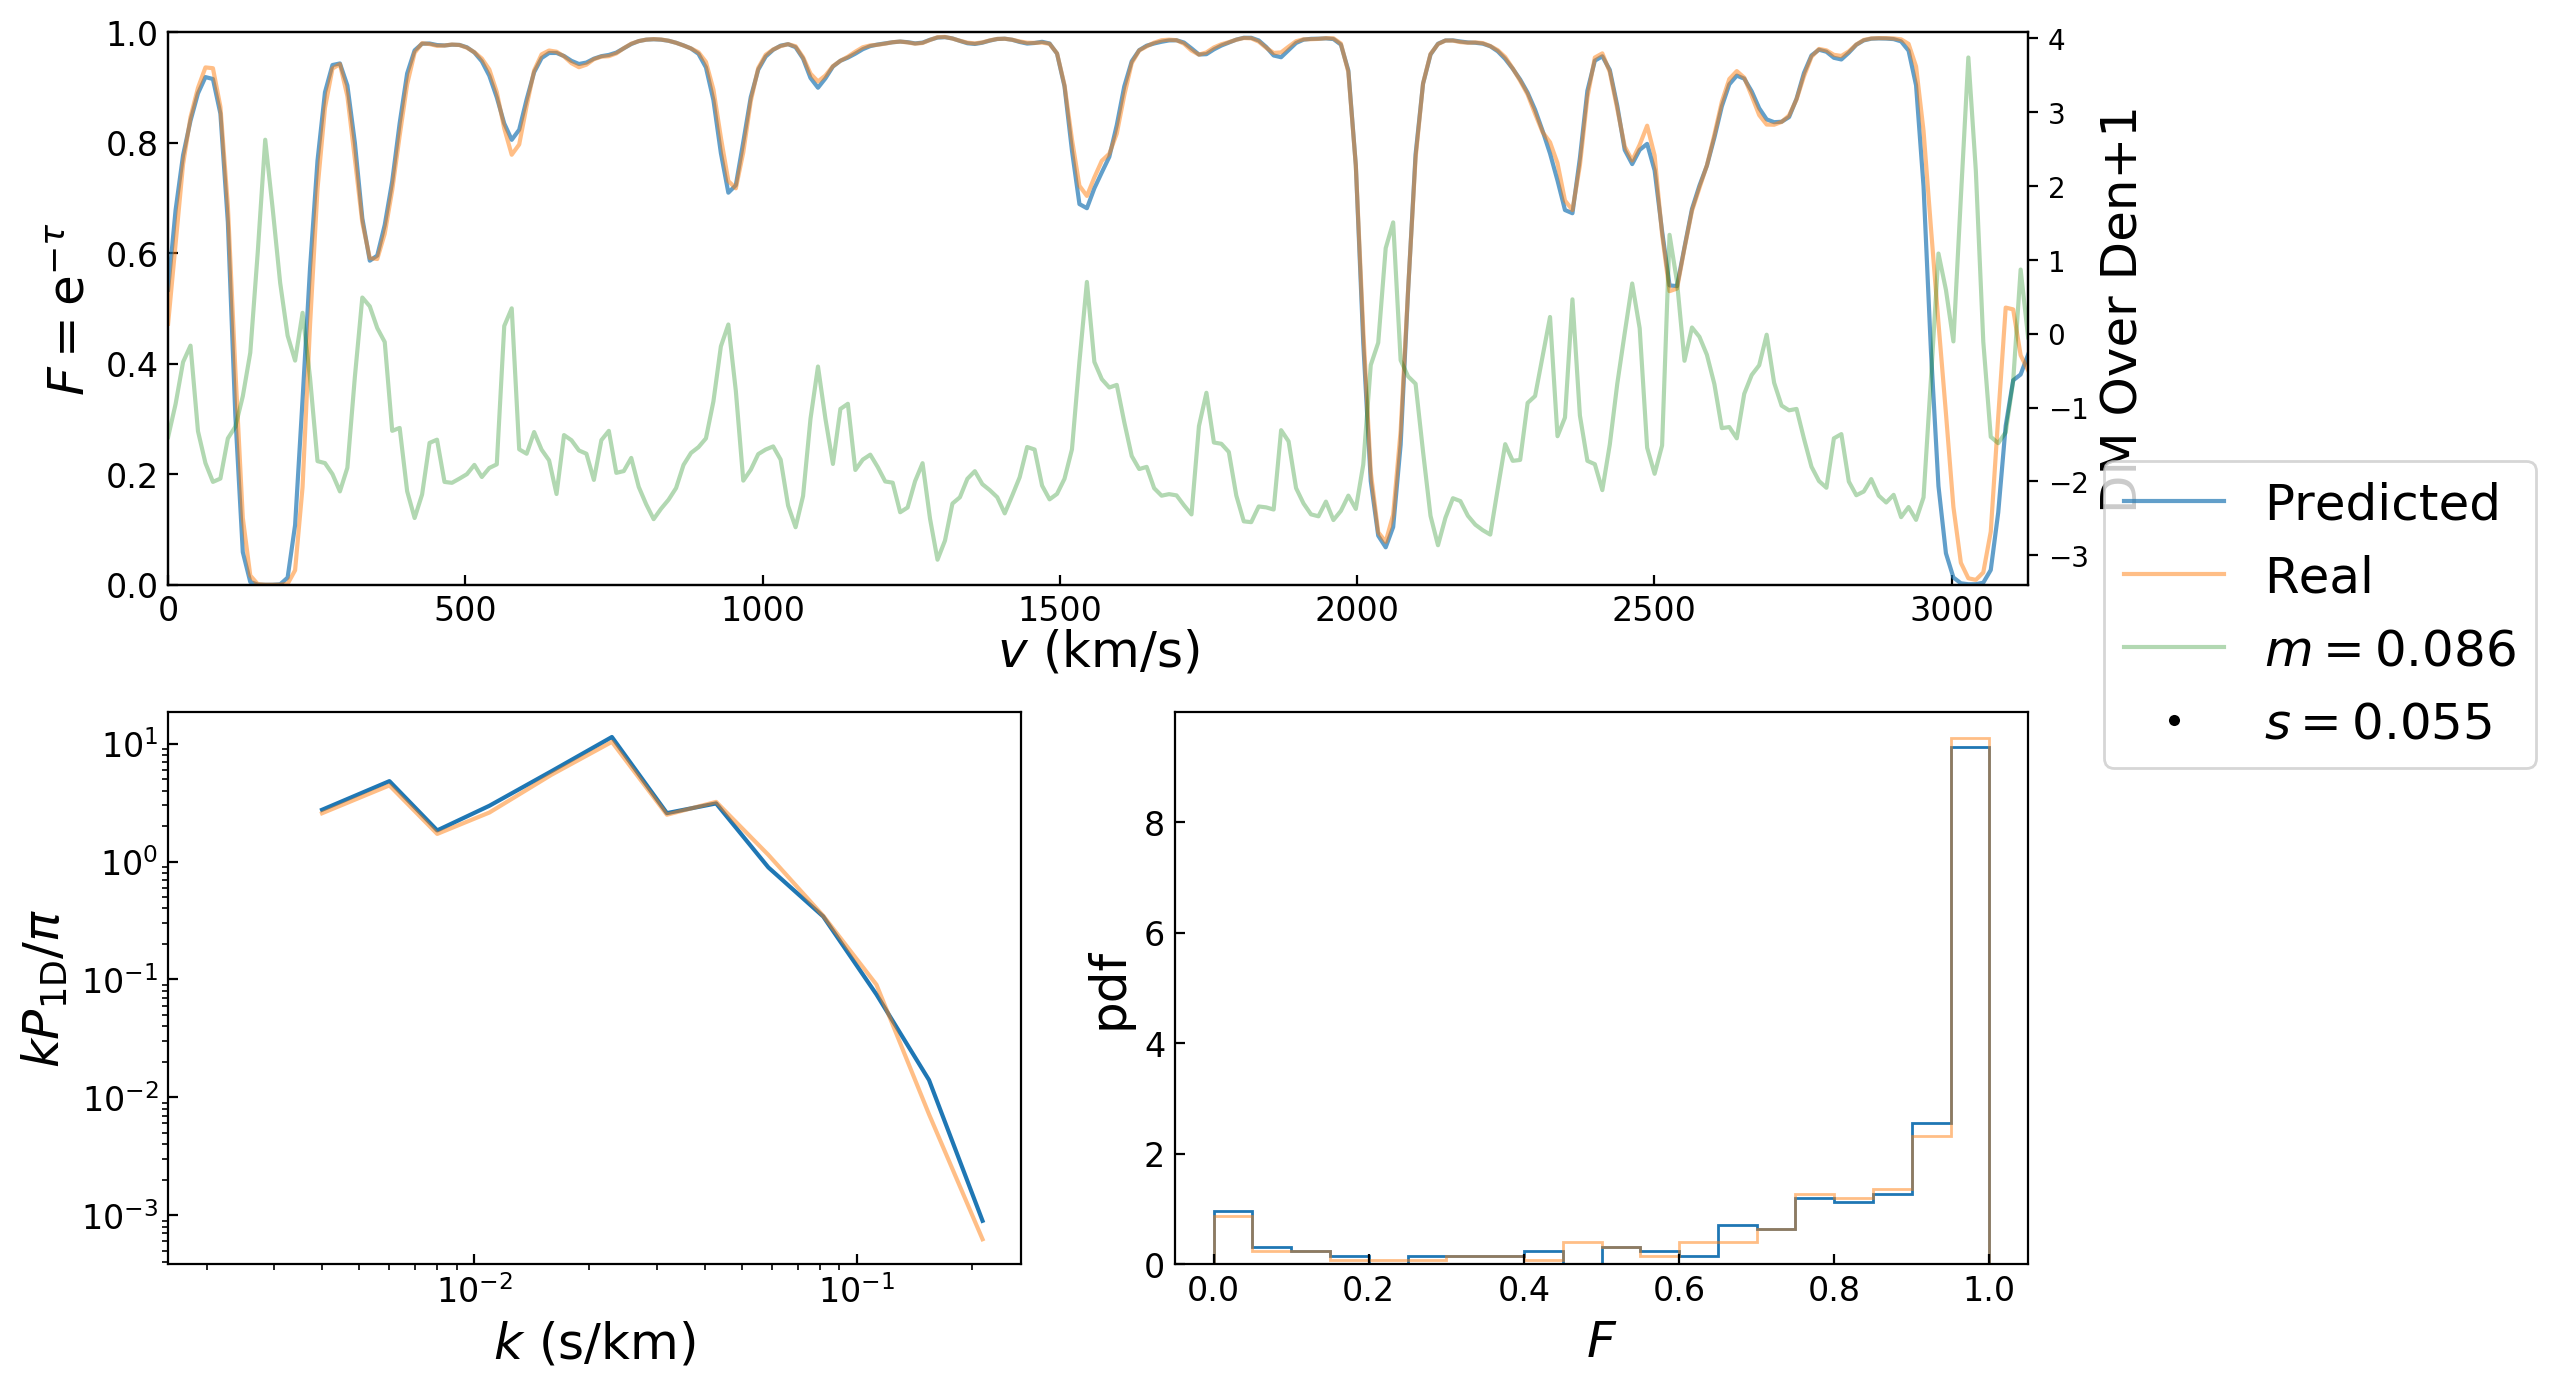 1.0
0.8
0.6
0.4
0.2
0.0
F = e^{−τ}
4
3
2
1
0
−1
−2
−3
DM Over Den+1
0 500 1000 1500 2000 2500 3000
v (km/s)
Predicted
Real
m = 0.086
s = 0.055
10^1
10^0
10^{−1}
10^{−2}
10^{−3}
kP_{1D}/π
10^{−2} 10^{−1}
k (s/km)
8
6
4
2
0
pdf
0.0 0.2 0.4 0.6 0.8 1.0
F